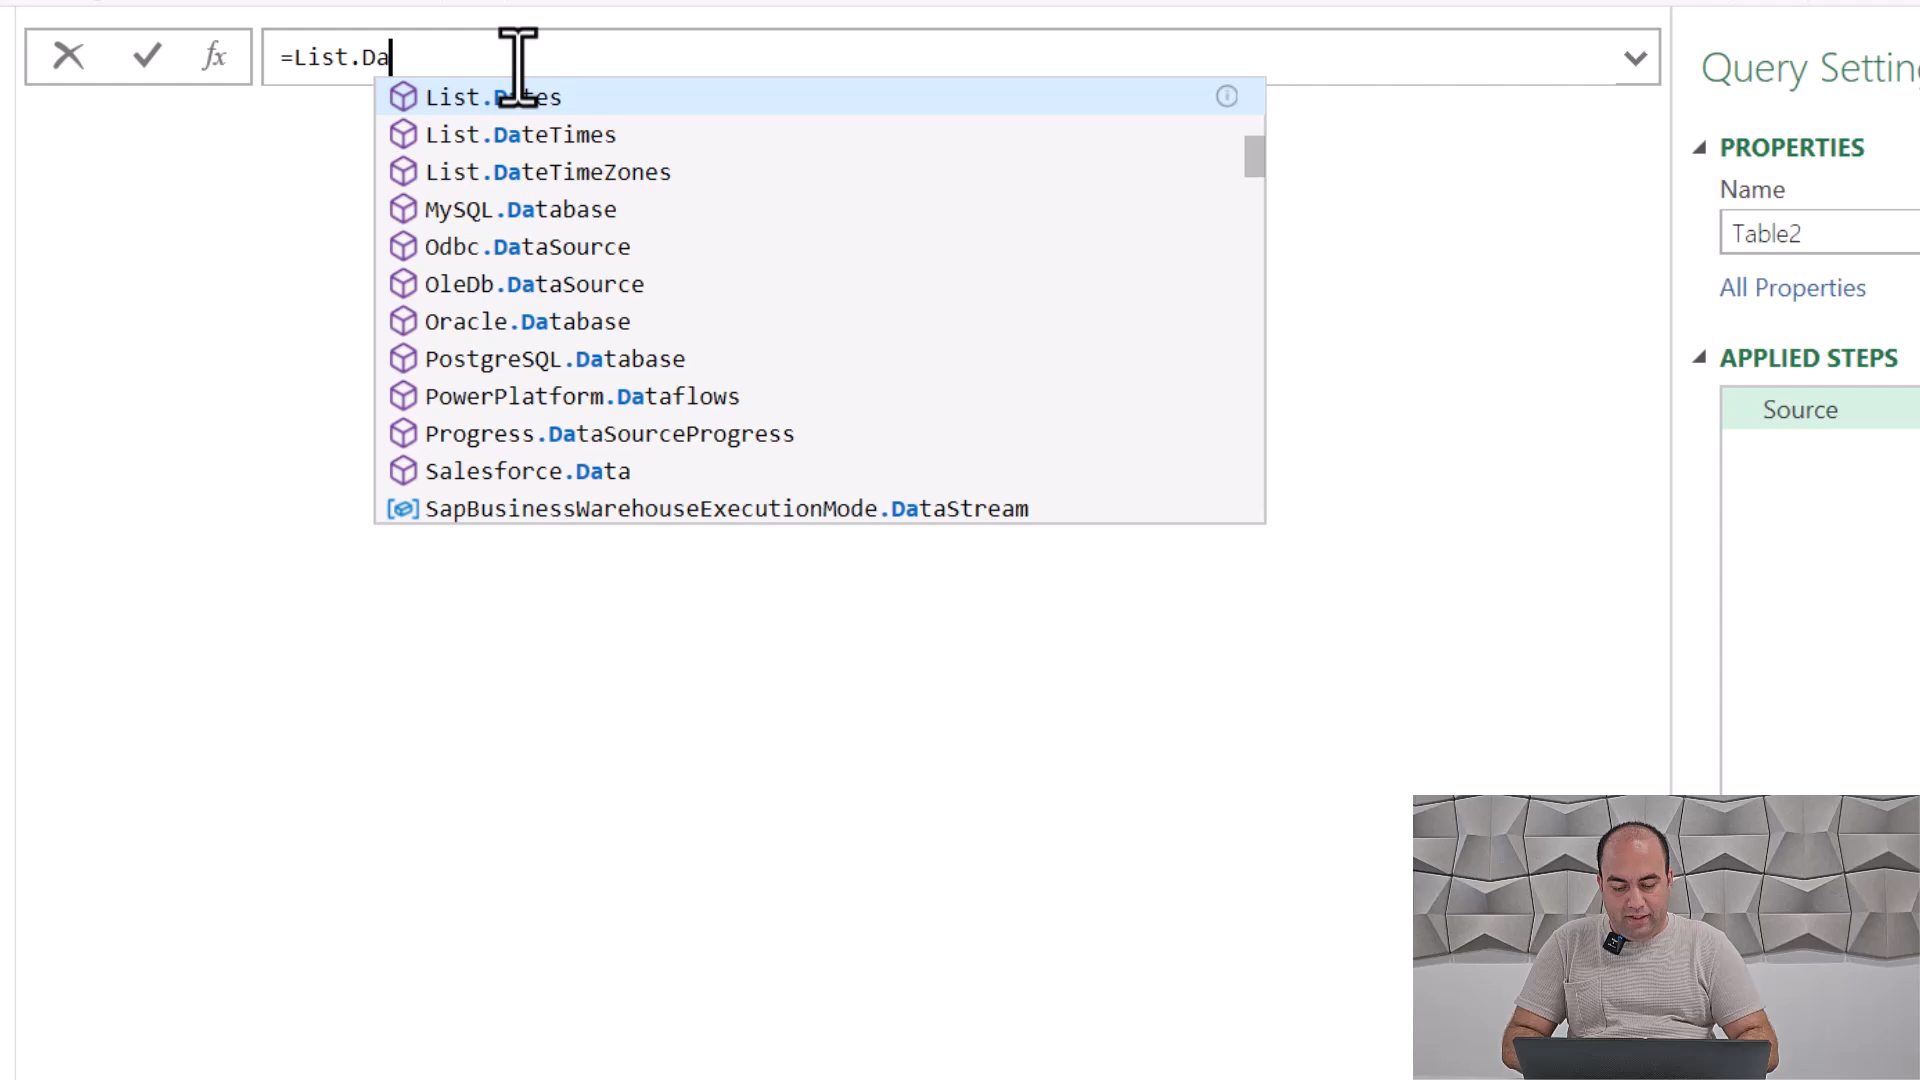 fx
=List.Da
List.Dates
List.DateTimes
List.DateTimeZones
MySQL.Database
Odbc.DataSource
OleDb.DataSource
Oracle.Database
PostgreSQL.Database
PowerPlatform.Dataflows
Progress.DataSourceProgress
Salesforce.Data
SapBusinessWarehouseExecutionMode.DataStream
Query Setting
PROPERTIES
Name
Table2
All Properties
APPLIED STEPS
Source